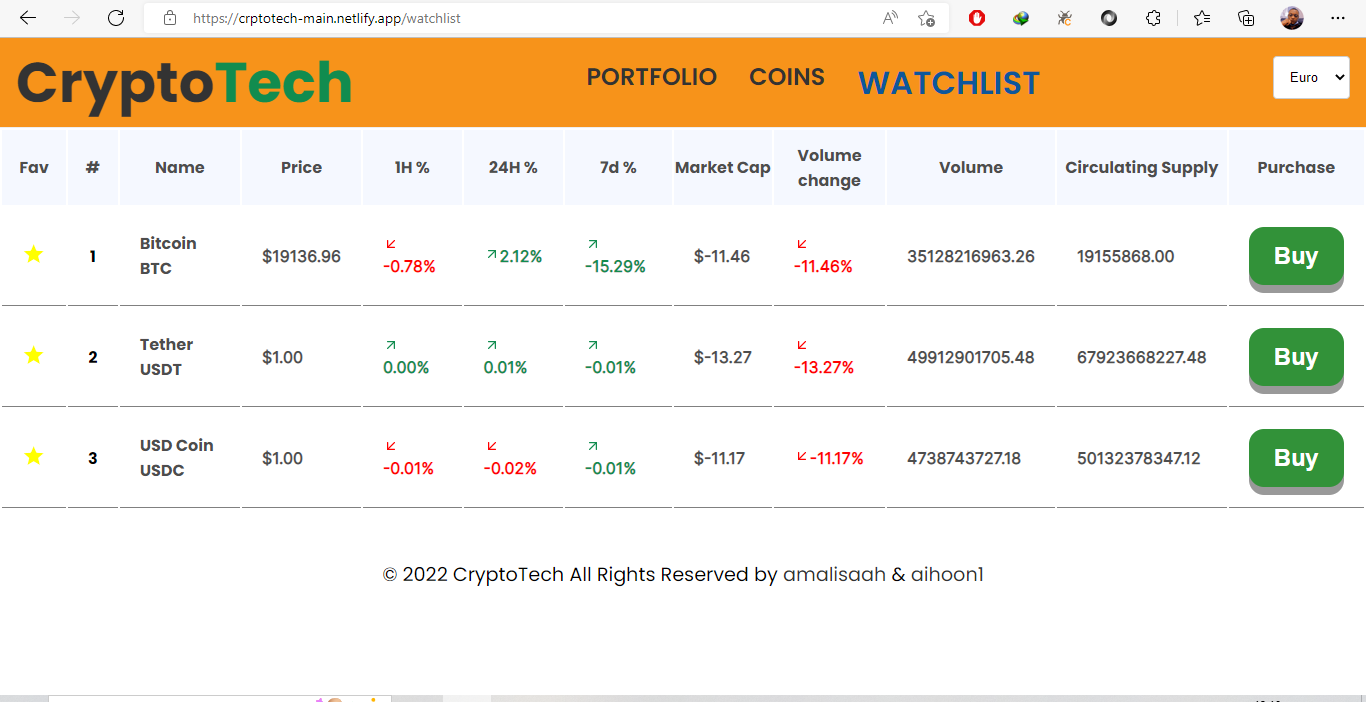 https://crptotech-main.netlify.app/watchlist
CryptoTech
PORTFOLIO COINS WATCHLIST
Euro
Fav # Name Price 1H % 24H % 7d % Market Cap Volume change Volume Circulating Supply Purchase
1 Bitcoin BTC $19136.96 -0.78% 2.12% -15.29% $-11.46 -11.46% 35128216963.26 19155868.00 Buy
2 Tether USDT $1.00 0.00% 0.01% -0.01% $-13.27 -13.27% 49912901705.48 67923668227.48 Buy
3 USD Coin USDC $1.00 -0.01% -0.02% -0.01% $-11.17 -11.17% 4738743727.18 50132378347.12 Buy
© 2022 CryptoTech All Rights Reserved by amalisaah & aihoon1